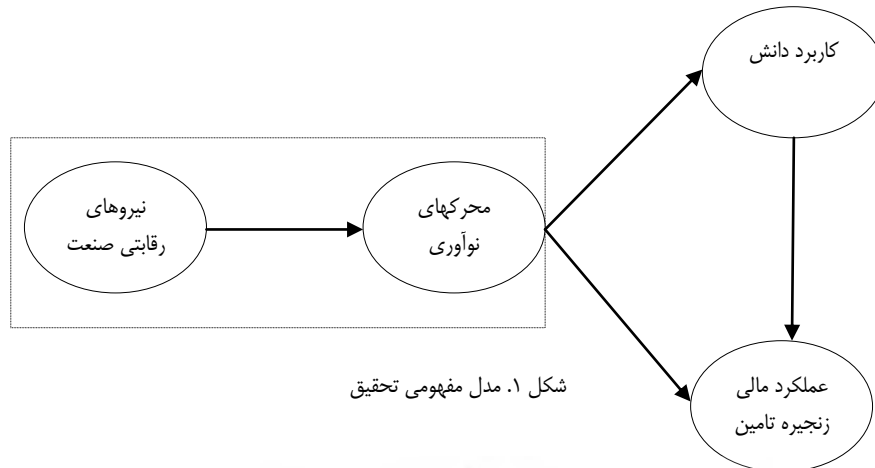 کاربرد دانش
نیروهای
رقابتی صنعت
محرکهای
نوآوری
عملکرد مالی
زنجیره تامین
شکل ۱. مدل مفهومی تحقیق